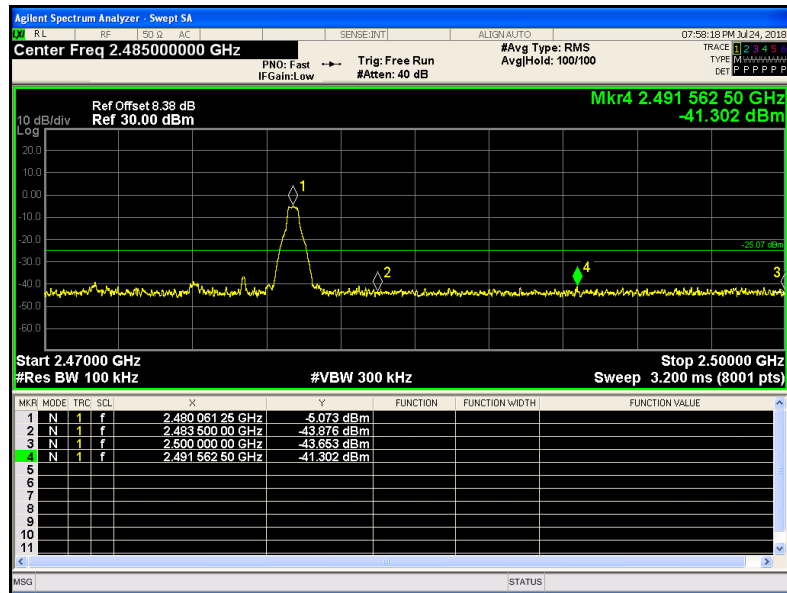 Agilent Spectrum Analyzer - Swept SA
LXI RL RF 50 Ω AC SENSE:INT ALIGN AUTO 07:58:18 PM Jul 24, 2018
Center Freq 2.485000000 GHz
PNO: Fast
IFGain:Low
Trig: Free Run
#Atten: 40 dB
#Avg Type: RMS
Avg|Hold: 100/100
TRACE 1 2 3 4 5 6
TYPE M W W W W W
DET P P P P P P
Mkr4 2.491 562 50 GHz
-41.302 dBm
Ref Offset 8.38 dB
10 dB/div Ref 30.00 dBm
Log
20.0
10.0
0.00
-10.0
-20.0
-30.0
-40.0
-50.0
-60.0
1
2
4
3
-25.07 dBm
Start 2.47000 GHz Stop 2.50000 GHz
#Res BW 100 kHz #VBW 300 kHz Sweep 3.200 ms (8001 pts)
MKR MODE TRC SCL X Y FUNCTION FUNCTION WIDTH FUNCTION VALUE
1 N 1 f 2.480 061 25 GHz -5.073 dBm
2 N 1 f 2.483 500 00 GHz -43.876 dBm
3 N 1 f 2.500 000 00 GHz -43.653 dBm
4 N 1 f 2.491 562 50 GHz -41.302 dBm
5
6
7
8
9
10
11
MSG STATUS